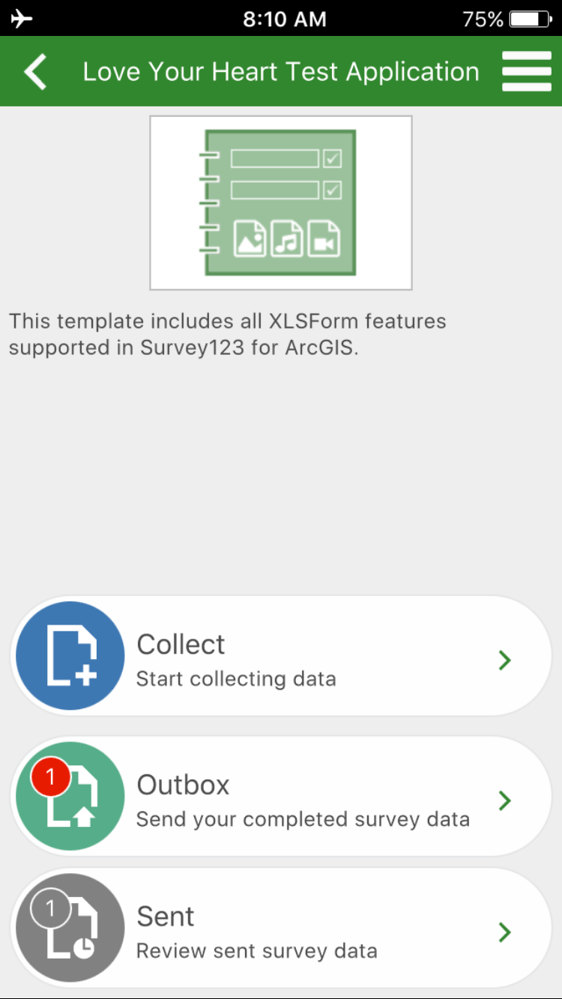 8:10 AM 75%
Love Your Heart Test Application
This template includes all XLSForm features
supported in Survey123 for ArcGIS.
Collect
Start collecting data
1
Outbox
Send your completed survey data
1
Sent
Review sent survey data